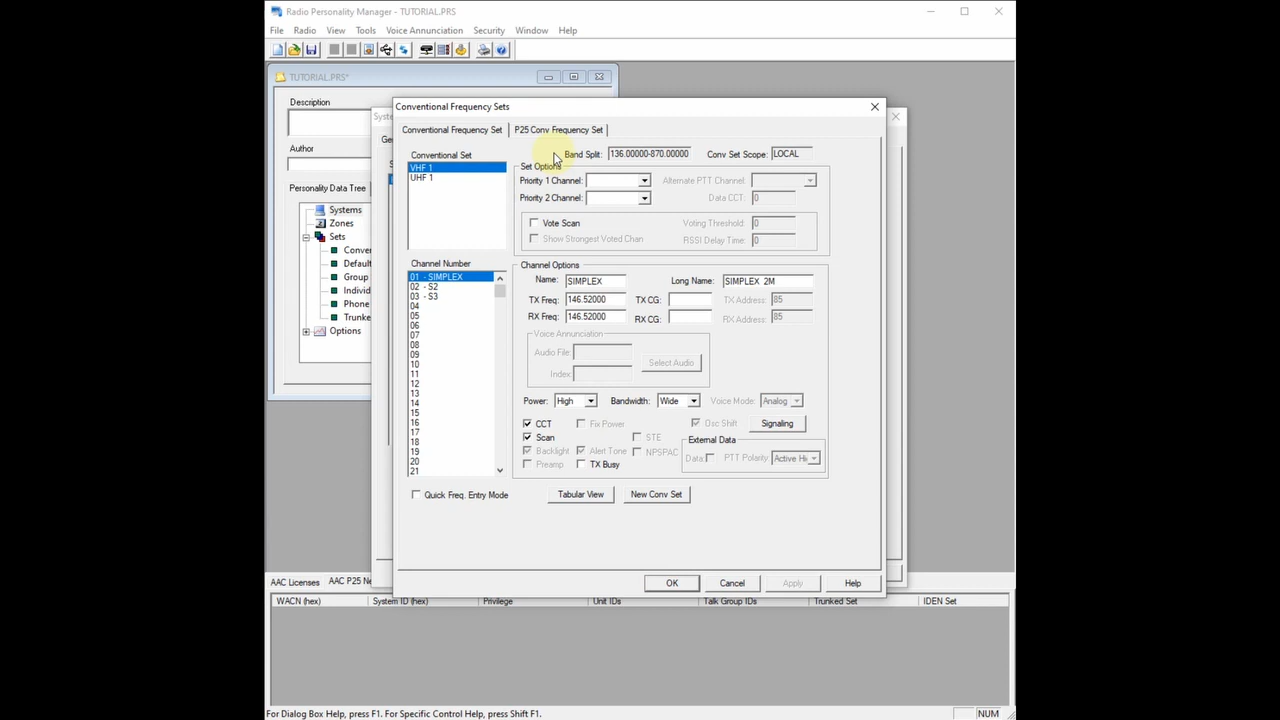 Radio Personality Manager - TUTORIAL.PRS
File Radio View Tools Voice Annunciation Security Window Help
TUTORIAL.PRS*
Description
Author
Personality Data Tree
Systems
Zones
Sets
Conver
Default
Group
Individ
Phone
Trunke
Options
Conventional Frequency Sets
Conventional Frequency Set P25 Conv Frequency Set
Conventional Set
VHF 1
UHF 1
Band Split: 136.00000-870.00000 Conv Set Scope: LOCAL
Set Options
Priority 1 Channel: Alternate PTT Channel:
Priority 2 Channel: Data CCT: 0
Vote Scan Voting Threshold: 0
Show Strongest Voted Chan RSSI Delay Time: 0
Channel Number
01 - SIMPLEX
02 - S2
03 - S3
04
05
06
07
08
09
10
11
12
13
14
15
16
17
18
19
20
21
Channel Options
Name: SIMPLEX Long Name: SIMPLEX 2M
TX Freq: 146.52000 TX CG: TX Address: 85
RX Freq: 146.52000 RX CG: RX Address: 85
Voice Annunciation
Audio File: Select Audio
Index:
Power: High Bandwidth: Wide Voice Mode: Analog
CCT Fix Power Osc Shift Signaling
Scan STE External Data
Backlight Alert Tone NPSPAC Data: PTT Polarity Active Hi
Preamp TX Busy
Quick Freq. Entry Mode Tabular View New Conv Set
OK Cancel Apply Help
AAC Licenses AAC P25 Ne
WACN (hex) System ID (hex) Privilege Unit IDs Talk Group IDs Trunked Set IDEN Set
For Dialog Box Help, press F1. For Specific Control Help, press Shift F1. NUM